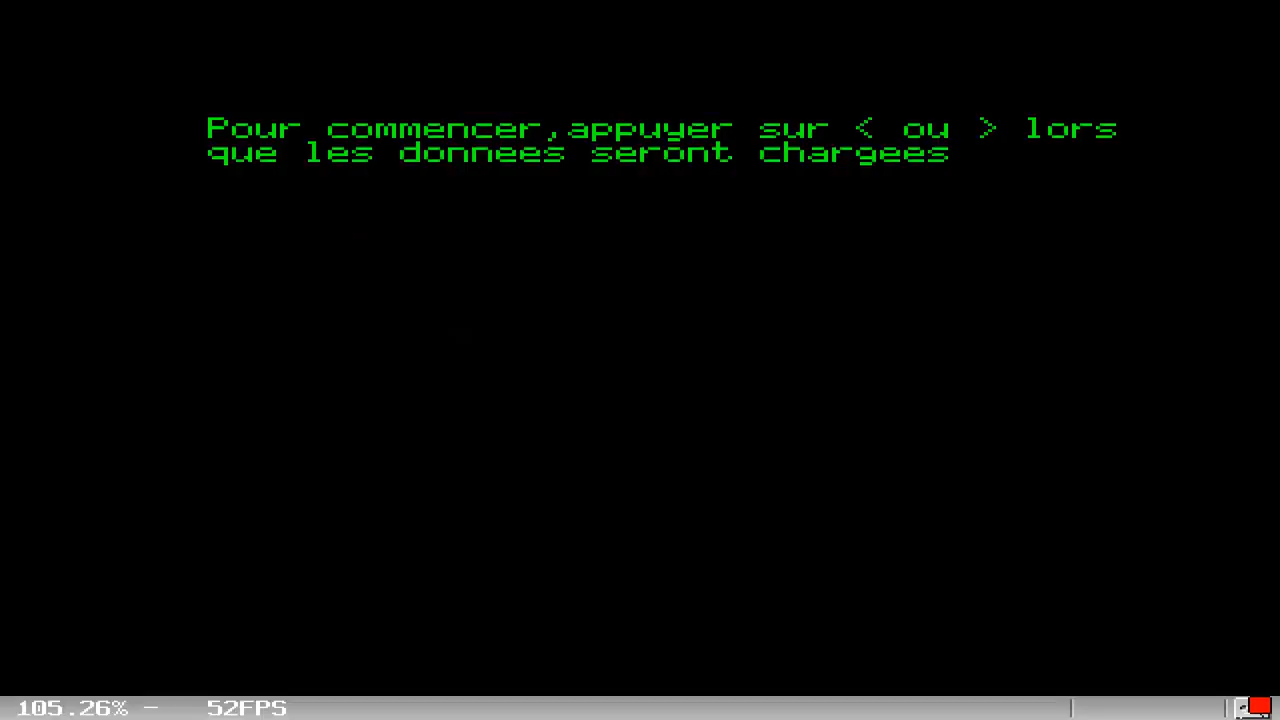 Pour commencer,appuyer sur < ou > lors
que les donnees seront chargees
105.26% - 52FPS